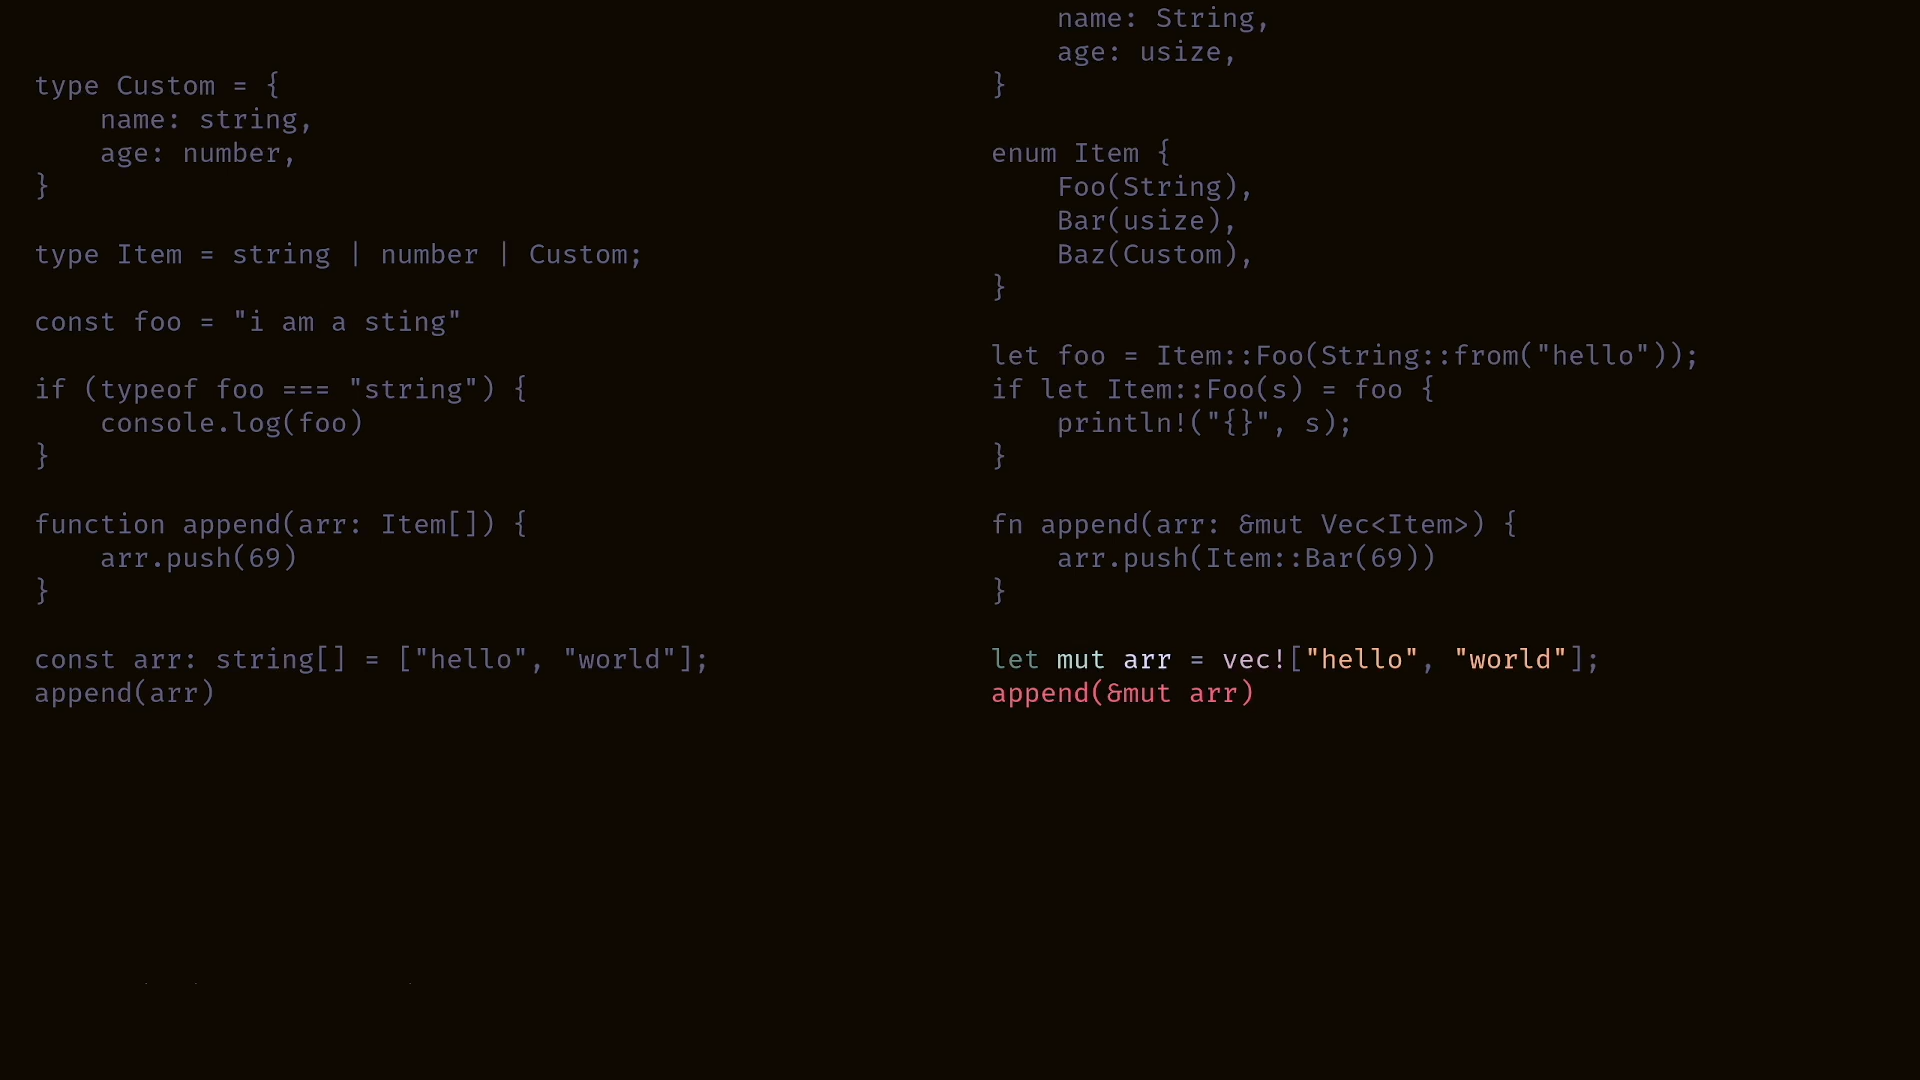 type Custom = {
    name: string,
    age: number,
}
type Item = string | number | Custom;
const foo = "i am a sting"
if (typeof foo === "string") {
    console.log(foo)
}
function append(arr: Item[]) {
    arr.push(69)
}
const arr: string[] = ["hello", "world"];
append(arr)
    name: String,
    age: usize,
}
enum Item {
    Foo(String),
    Bar(usize),
    Baz(Custom),
}
let foo = Item::Foo(String::from("hello"));
if let Item::Foo(s) = foo {
    println!("{}", s);
}
fn append(arr: &mut Vec<Item>) {
    arr.push(Item::Bar(69))
}
let mut arr = vec!["hello", "world"];
append(&mut arr)